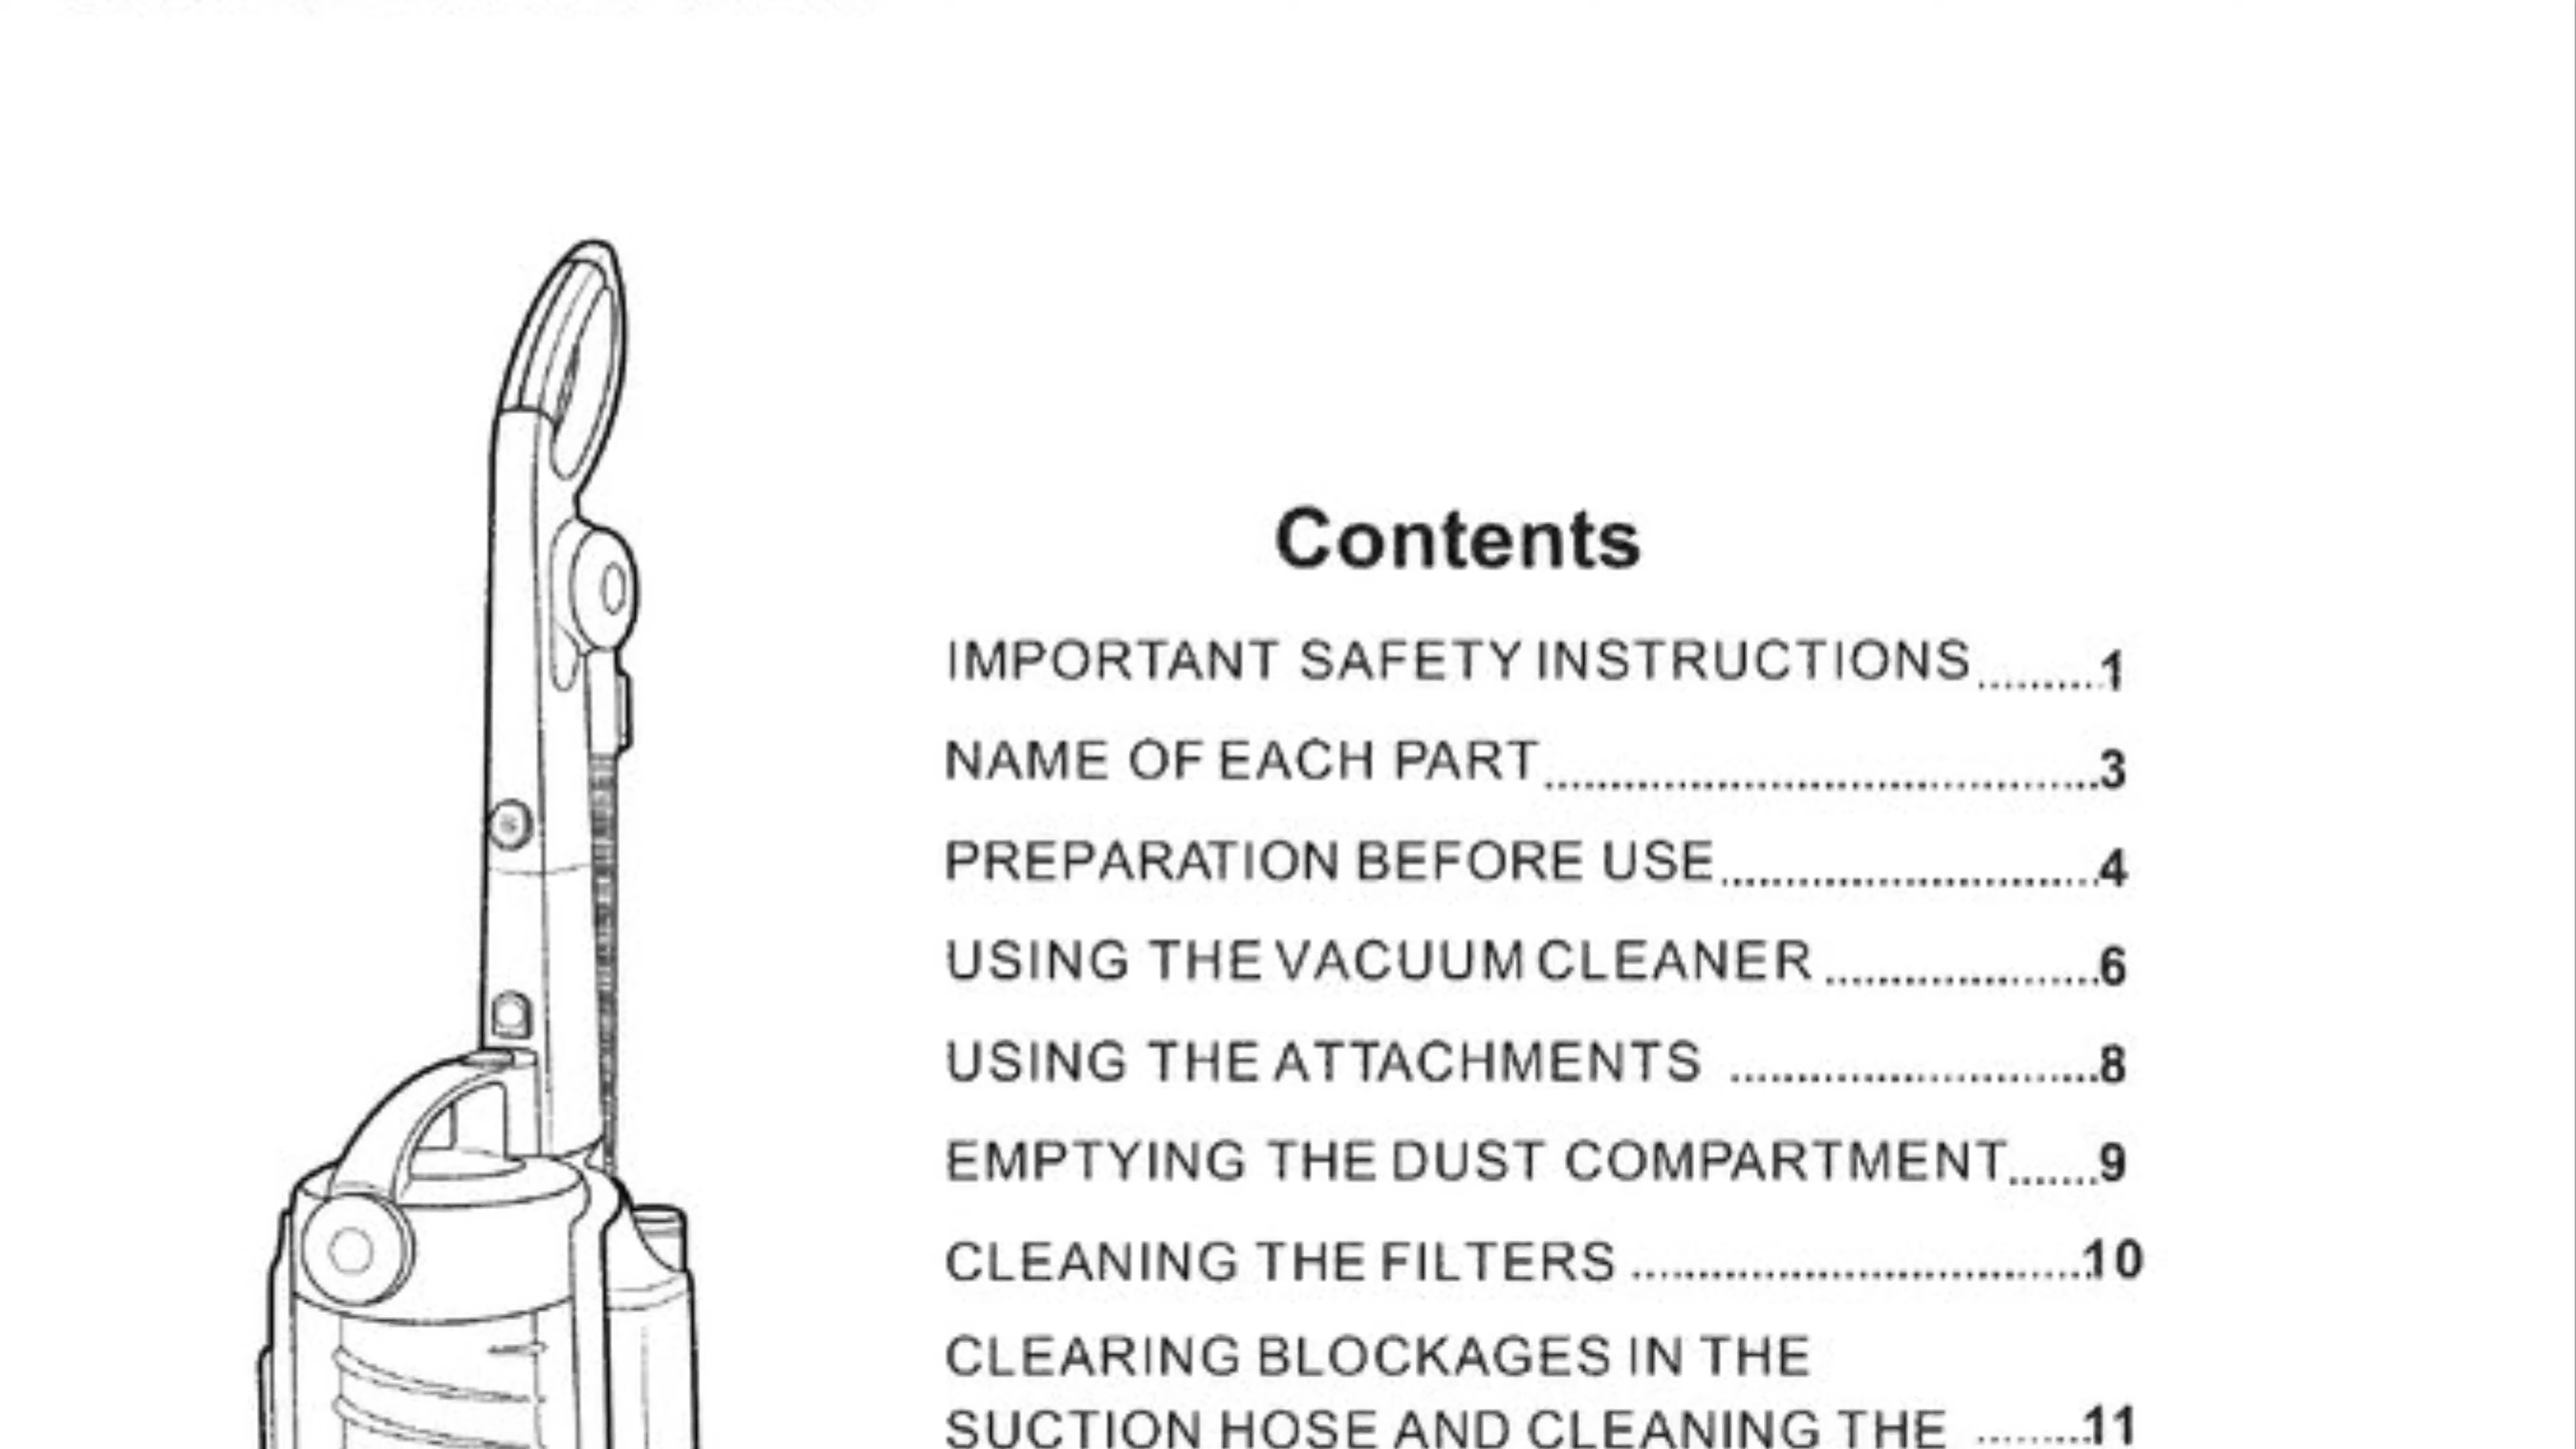 Contents
IMPORTANT SAFETY INSTRUCTIONS.........1
NAME OF EACH PART..........................................3
PREPARATION BEFORE USE.............................4
USING THE VACUUM CLEANER .....................6
USING THE ATTACHMENTS ............................8
EMPTYING THE DUST COMPARTMENT.......9
CLEANING THE FILTERS ...................................10
CLEARING BLOCKAGES IN THE
SUCTION HOSE AND CLEANING THE ........11